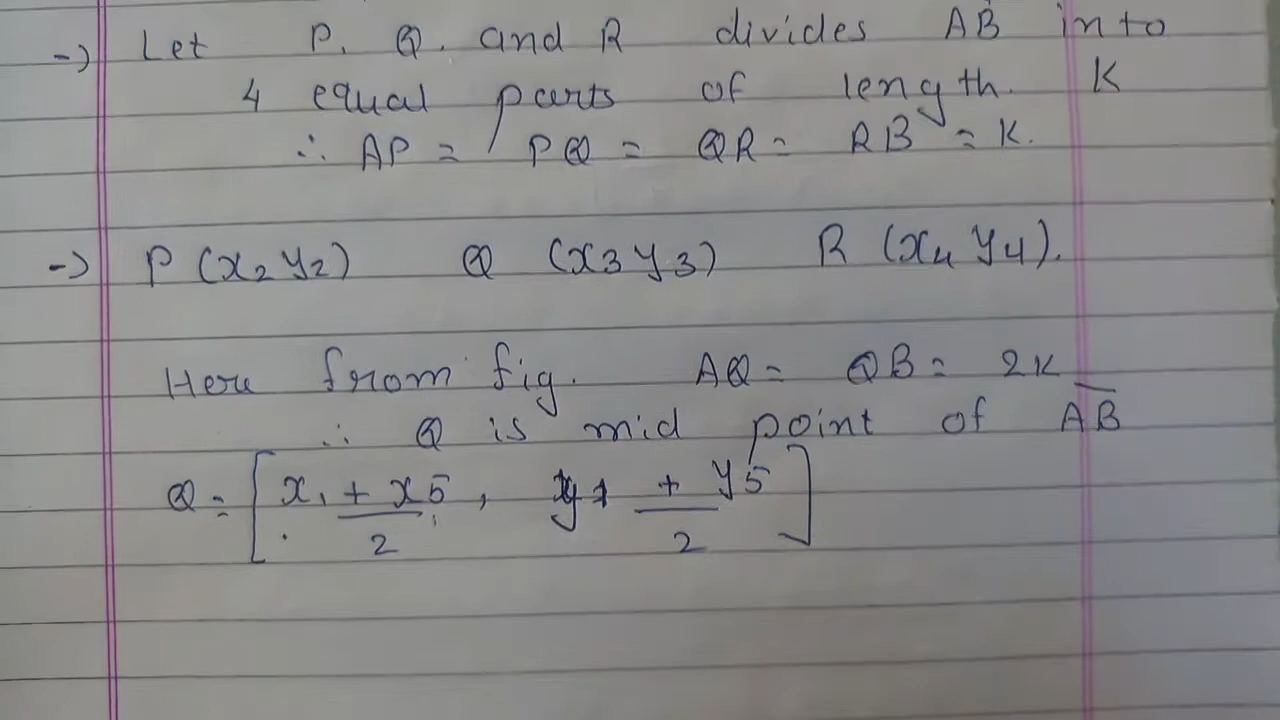 -> Let P, Q. and R divides AB into
4 equal parts of length. K
∴ AP = PQ = QR = RB = K.
-> P (x2 y2) Q (x3 y3) R (x4 y4).
Here from fig. AQ = QB = 2K
∴ Q is mid point of AB
Q = [x1 + x5 / 2, y1 + y5 / 2]